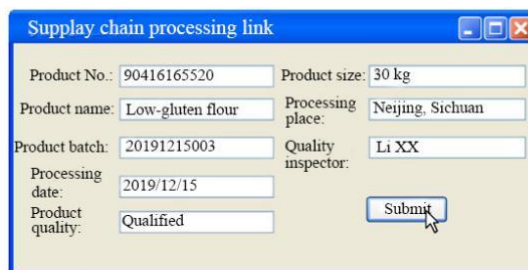 Supplay chain processing link
Product No.: 90416165520 Product size: 30 kg
Product name: Low-gluten flour Processing place: Neijing, Sichuan
Product batch: 20191215003 Quality inspector: Li XX
Processing date: 2019/12/15
Product quality: Qualified
Submit